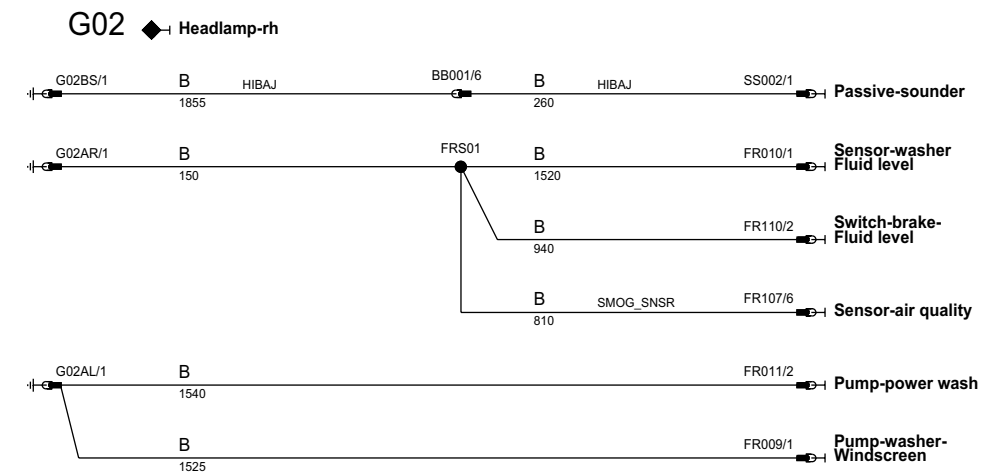 G02 Headlamp-rh
G02BS/1 B HIBAJ BB001/6 B HIBAJ SS002/1 Passive-sounder
1855 260
G02AR/1 B FRS01 B FR010/1 Sensor-washer
Fluid level
150 1520
B FR110/2 Switch-brake-
Fluid level
940
B SMOG_SNSR FR107/6 Sensor-air quality
810
G02AL/1 B FR011/2 Pump-power wash
1540
B FR009/1 Pump-washer-
Windscreen
1525